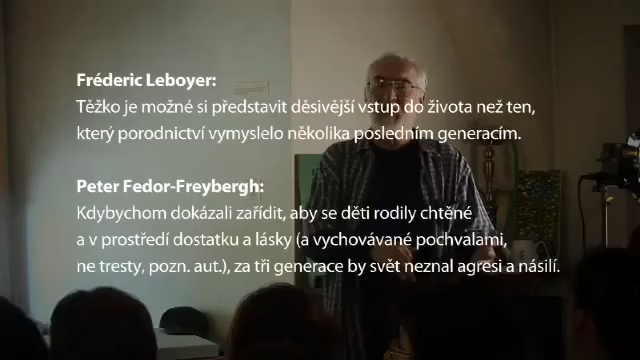 Fréderic Leboyer:
Těžko je možné si představit děsivější vstup do života než ten,
který porodnictví vymyslelo několika posledním generacím.
Peter Fedor-Freybergh:
Kdybychom dokázali zařídit, aby se děti rodily chtěné
a v prostředí dostatku a lásky (a vychovávané pochvalami,
ne tresty, pozn. aut.), za tři generace by svět neznal agresi a násilí.